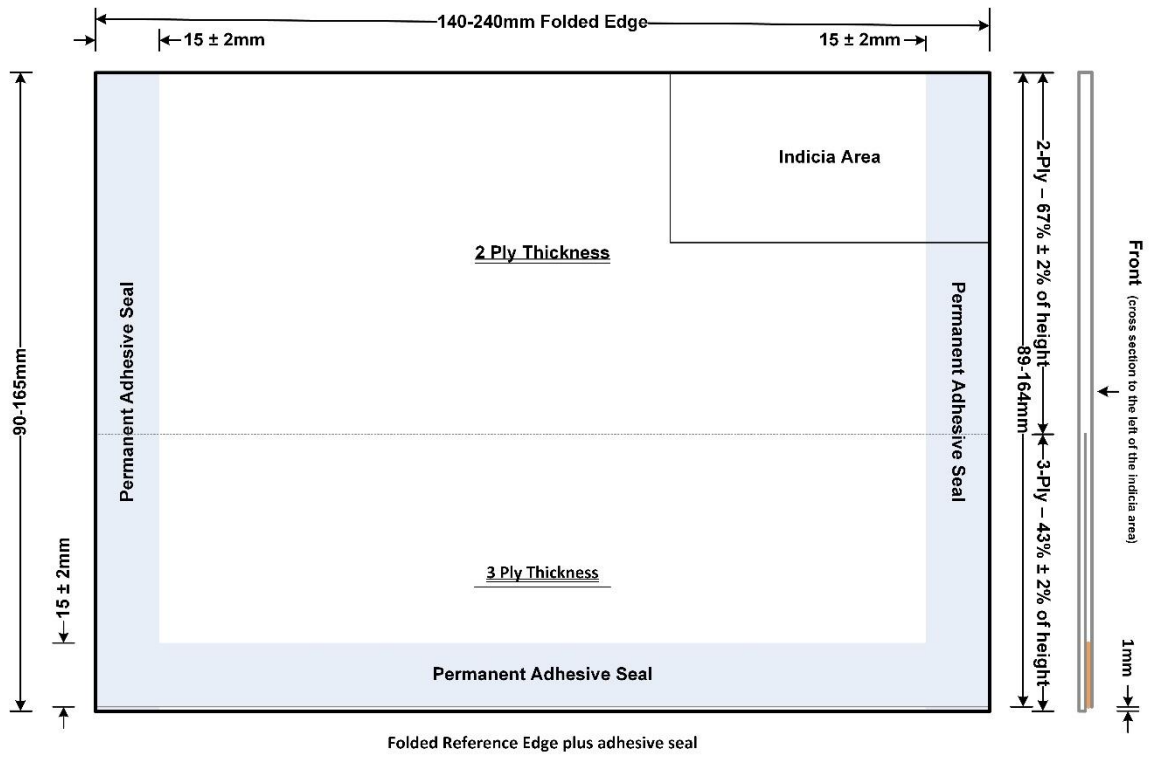 140-240mm Folded Edge
15 ± 2mm
15 ± 2mm
Indicia Area
2 Ply Thickness
Permanent Adhesive Seal
Permanent Adhesive Seal
90-165mm
89-164mm
2-Ply – 67% ± 2% of height
3-Ply – 43% ± 2% of height
Front (cross section to the left of the indicia area)
3 Ply Thickness
15 ± 2mm
1mm
Permanent Adhesive Seal
Folded Reference Edge plus adhesive seal